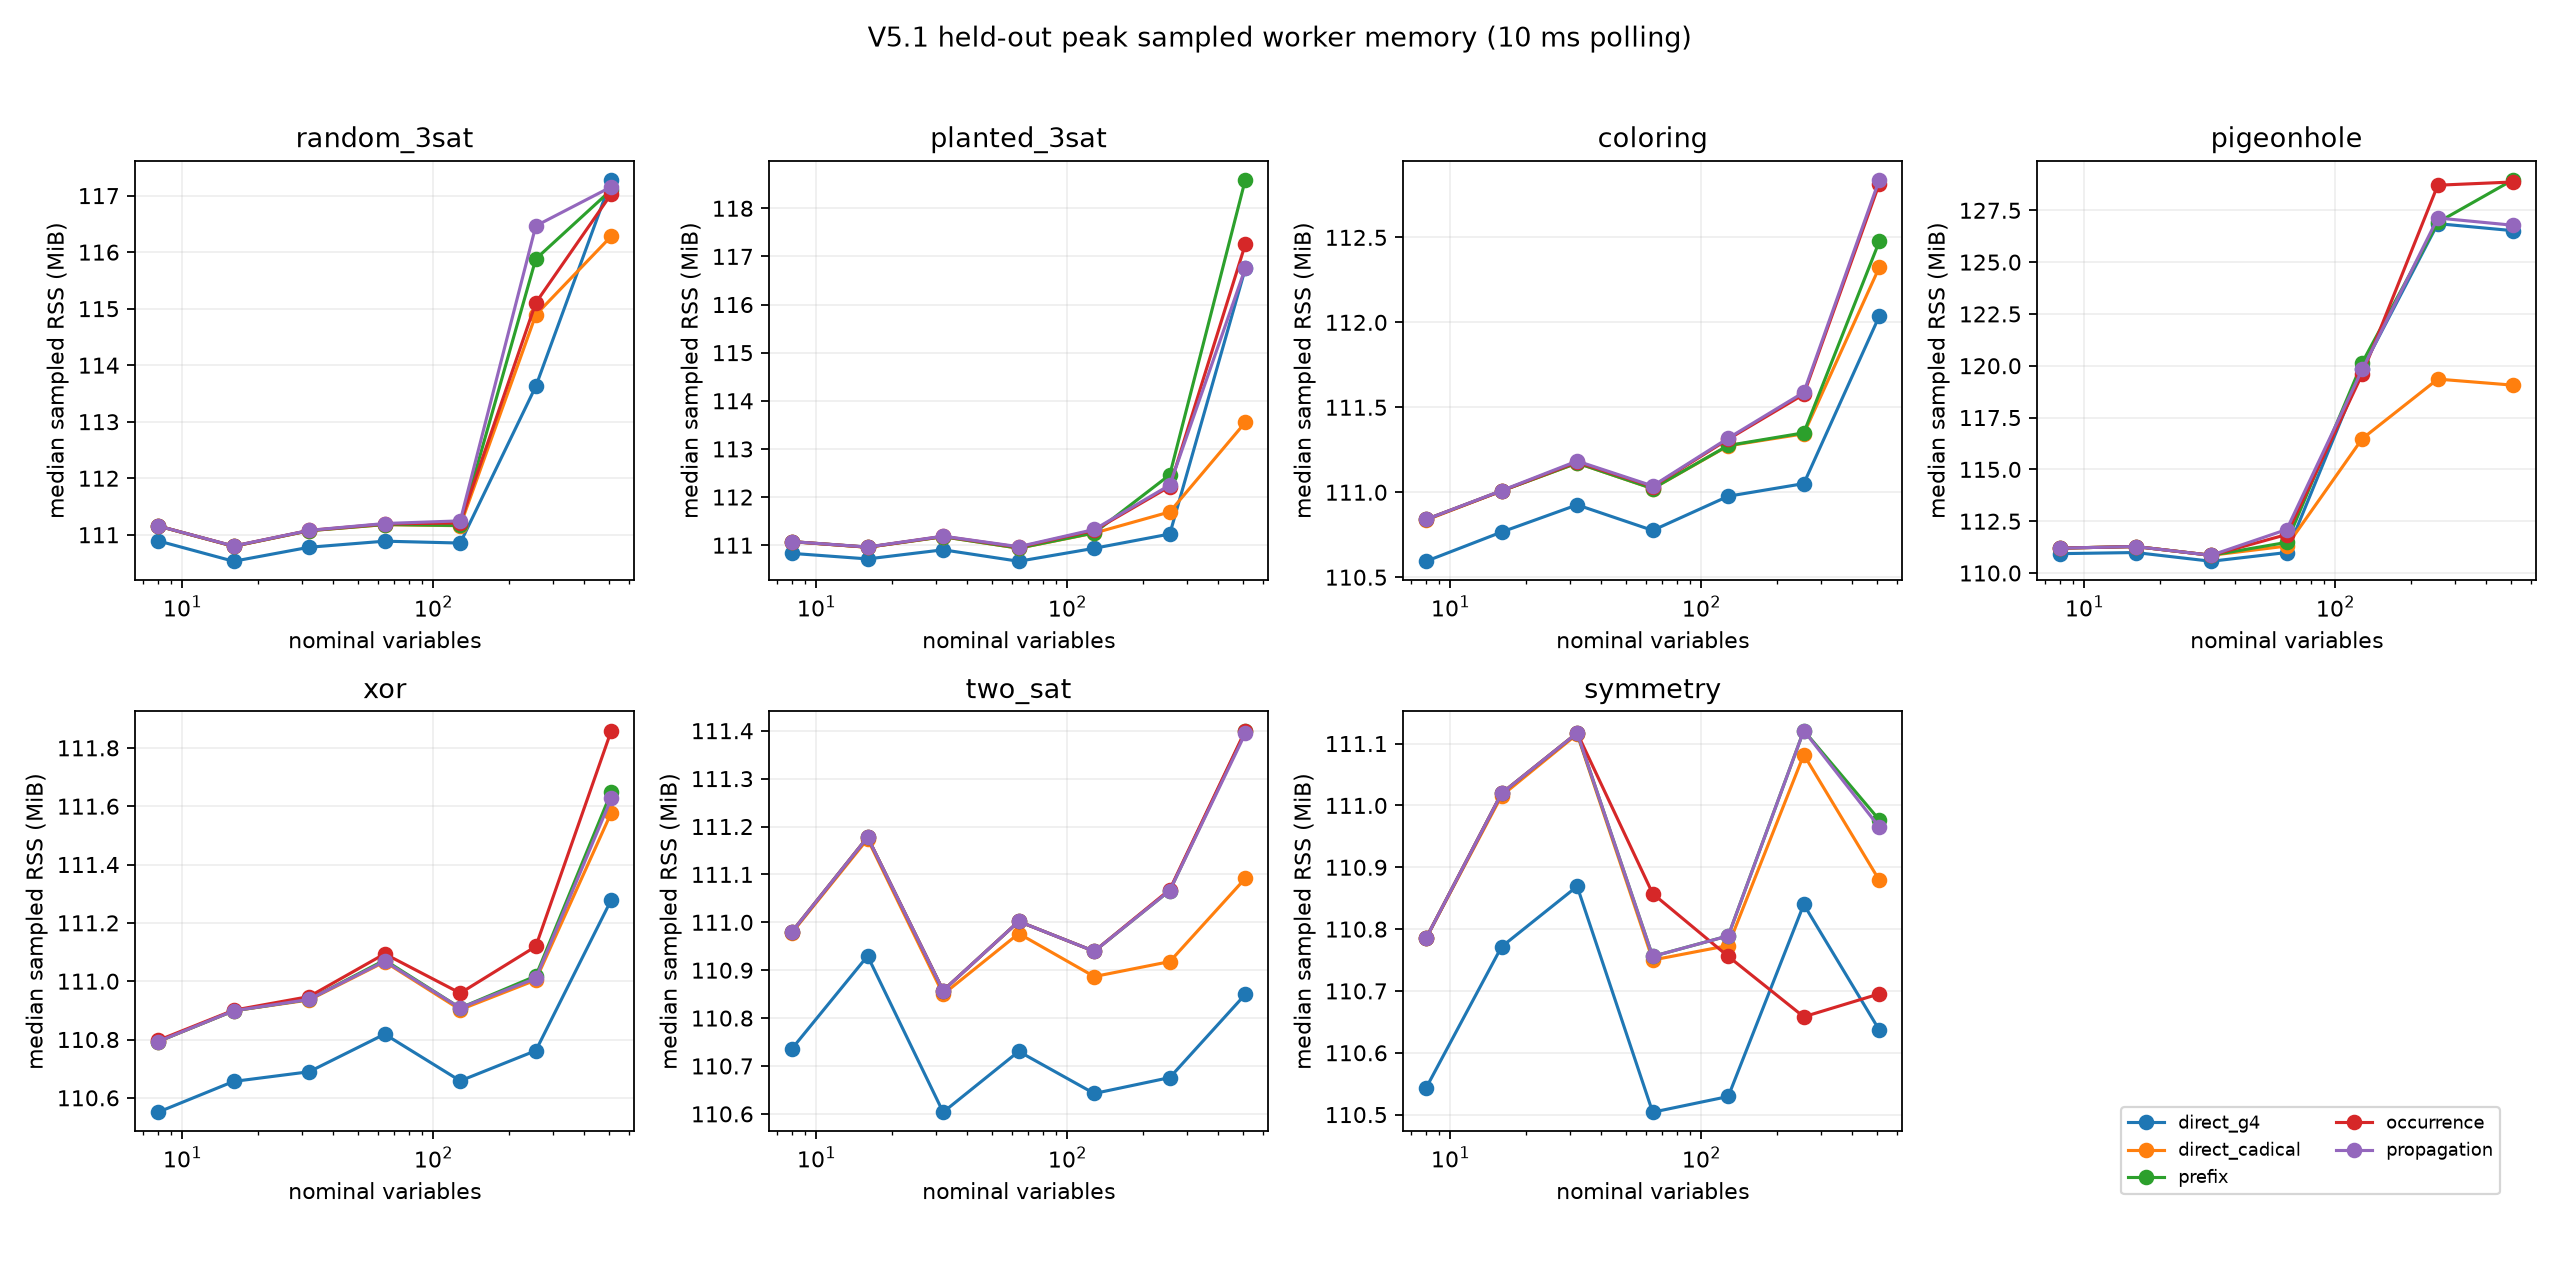 V5.1 held-out peak sampled worker memory (10 ms polling)
random_3sat
median sampled RSS (MiB)
117
116
115
114
113
112
111
10¹
10²
nominal variables
planted_3sat
median sampled RSS (MiB)
118
117
116
115
114
113
112
111
10¹
10²
nominal variables
coloring
median sampled RSS (MiB)
112.5
112.0
111.5
111.0
110.5
10¹
10²
nominal variables
pigeonhole
median sampled RSS (MiB)
127.5
125.0
122.5
120.0
117.5
115.0
112.5
110.0
10¹
10²
nominal variables
xor
median sampled RSS (MiB)
111.8
111.6
111.4
111.2
111.0
110.8
110.6
10¹
10²
nominal variables
two_sat
median sampled RSS (MiB)
111.4
111.3
111.2
111.1
111.0
110.9
110.8
110.7
110.6
10¹
10²
nominal variables
symmetry
median sampled RSS (MiB)
111.1
111.0
110.9
110.8
110.7
110.6
110.5
10¹
10²
nominal variables
direct_g4
direct_cadical
prefix
occurrence
propagation